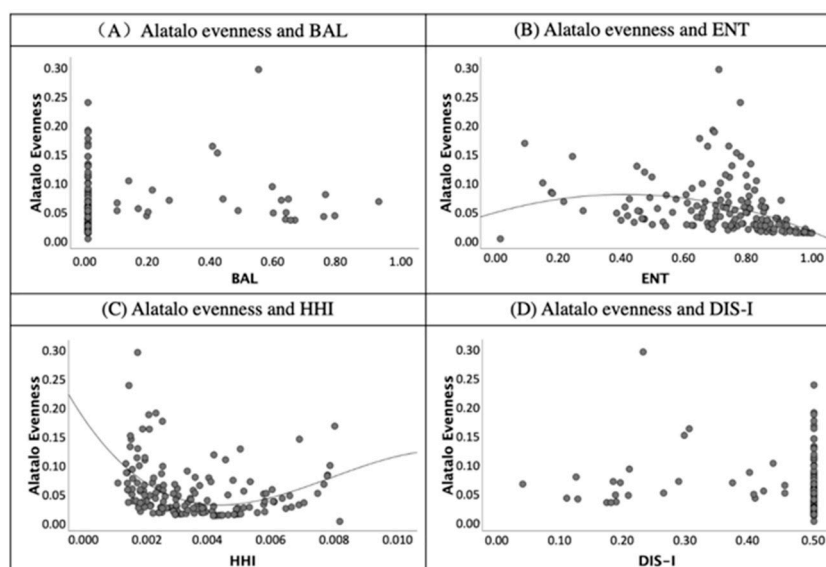 (A) Alatalo evenness and BAL
(B) Alatalo evenness and ENT
0.30
0.25
0.20
0.15
0.10
0.05
0.00
Alatalo Evenness
0.00 0.20 0.40 0.60 0.80 1.00
BAL
0.30
0.25
0.20
0.15
0.10
0.05
0.00
Alatalo Evenness
0.00 0.20 0.40 0.60 0.80 1.00
ENT
(C) Alatalo evenness and HHI
(D) Alatalo evenness and DIS-I
0.30
0.25
0.20
0.15
0.10
0.05
0.00
Alatalo Evenness
0.000 0.002 0.004 0.006 0.008 0.010
HHI
0.30
0.25
0.20
0.15
0.10
0.05
0.00
Alatalo Evenness
0.00 0.10 0.20 0.30 0.40 0.50
DIS-I